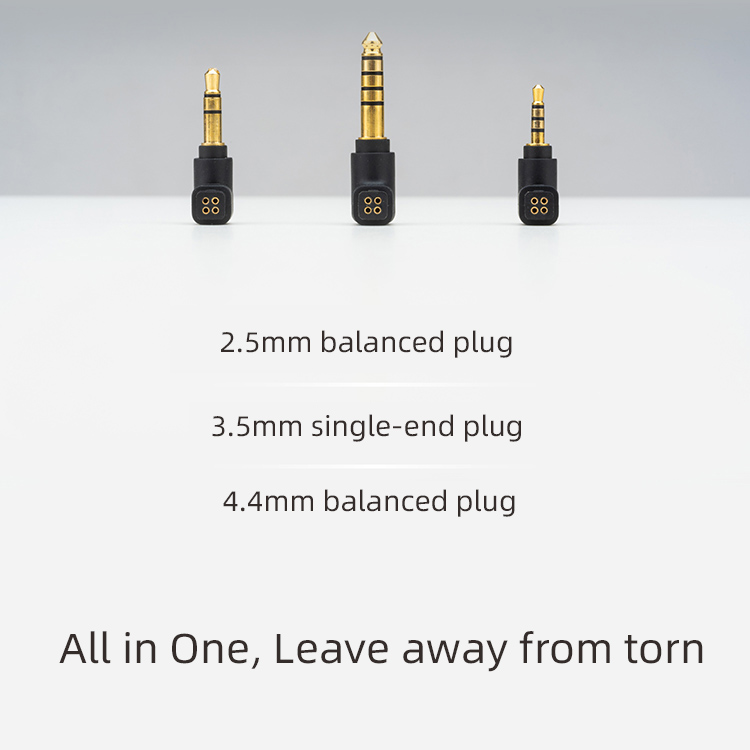 2.5mm balanced plug
3.5mm single-end plug
4.4mm balanced plug
All in One, Leave away from torn